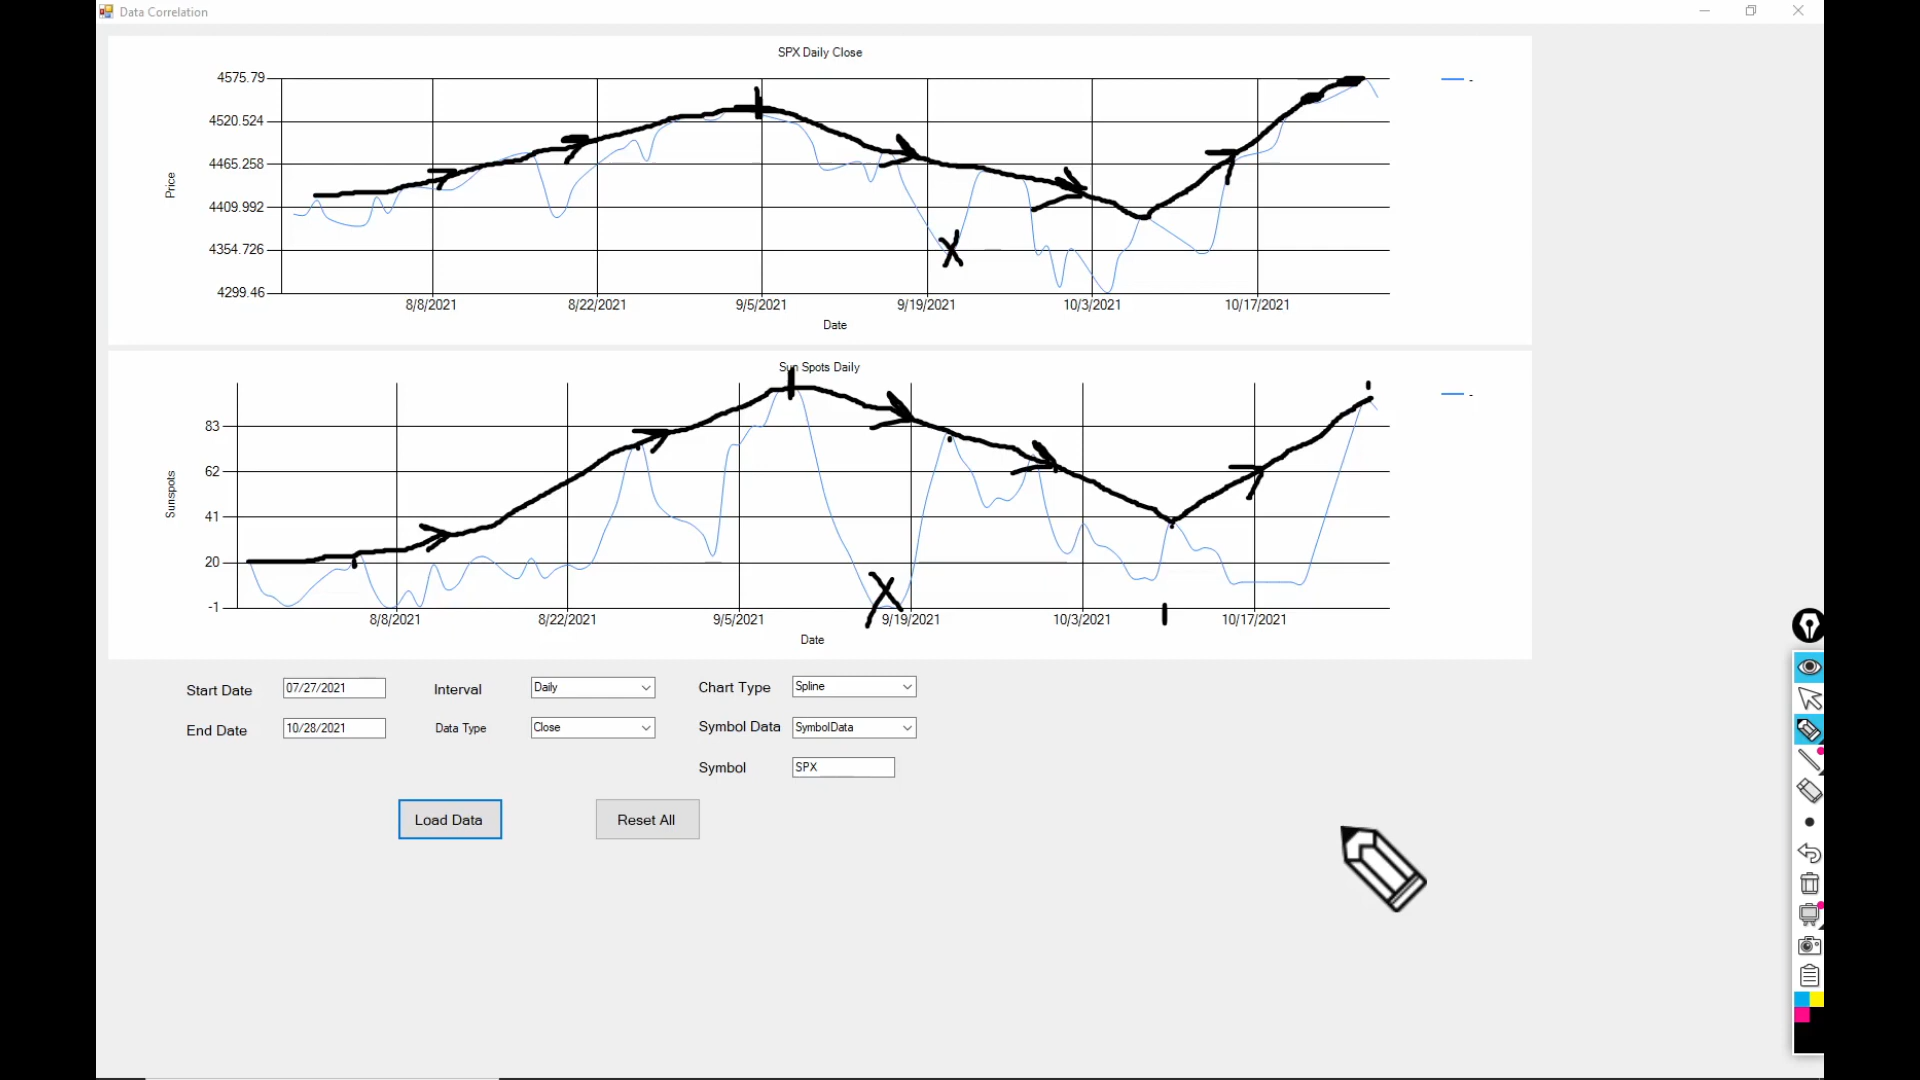 Data Correlation
SPX Daily Close
4575.79
4520.524
4465.258
4409.992
4354.726
4299.46
Price
8/8/2021 8/22/2021 9/5/2021 9/19/2021 10/3/2021 10/17/2021
Date
-
Sun Spots Daily
83
62
41
20
-1
Sunspots
8/8/2021 8/22/2021 9/5/2021 9/19/2021 10/3/2021 10/17/2021
Date
-
Start Date 07/27/2021 Interval Daily Chart Type Spline
End Date 10/28/2021 Data Type Close Symbol Data SymbolData
Symbol SPX
Load Data Reset All